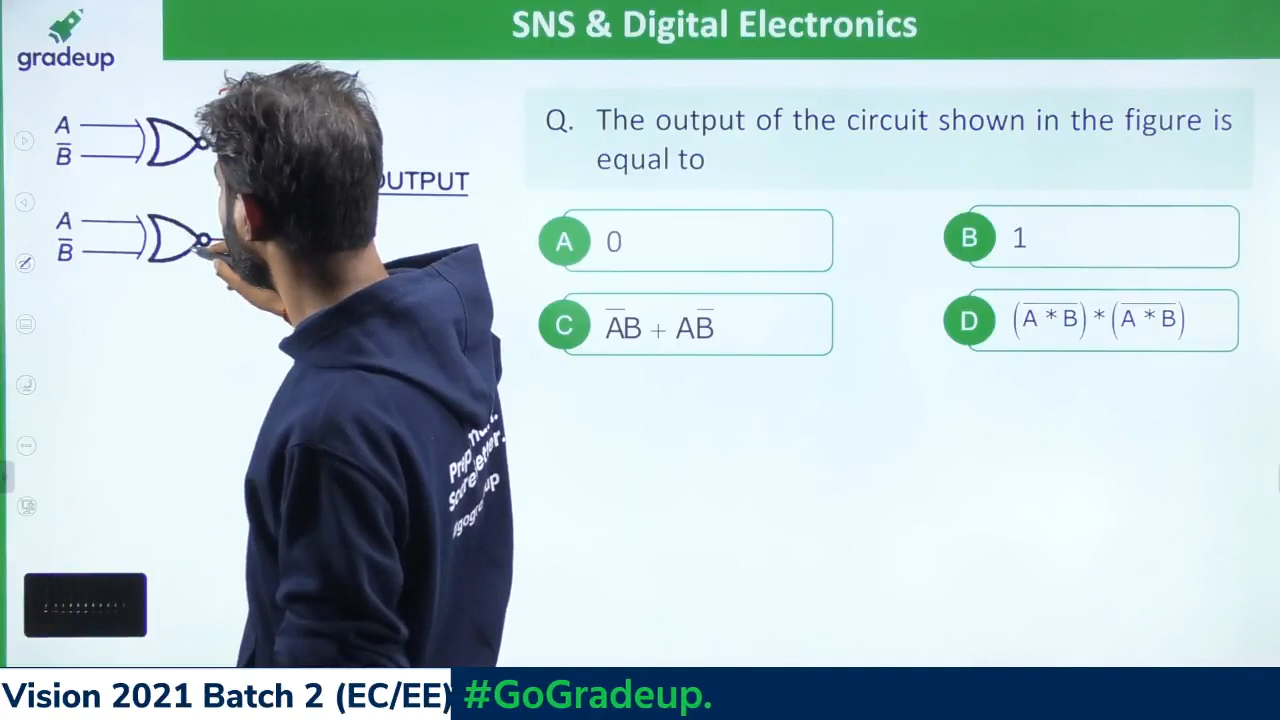 gradeup
SNS & Digital Electronics
A
B̅
A
B̅
OUTPUT
Q. The output of the circuit shown in the figure is
equal to
A 0
B 1
C A̅B + AB̅
D (A̅ ̅*̅ ̅B̅) * (A̅ ̅*̅ ̅B̅)
Vision 2021 Batch 2 (EC/EE) #GoGradeup.